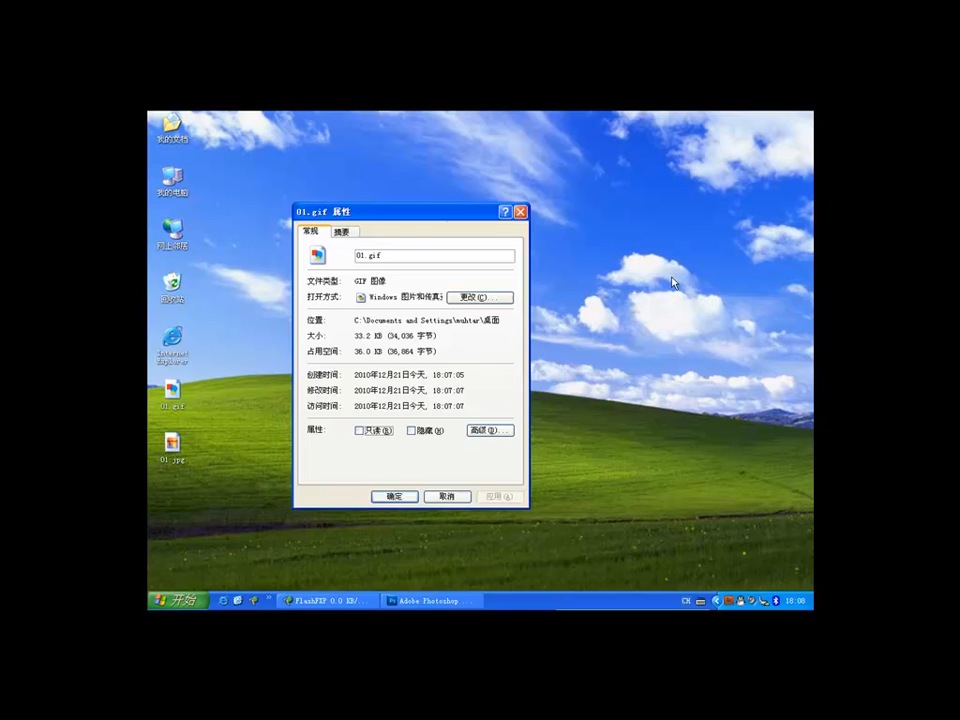 我的文档
我的电脑
网上邻居
回收站
Internet
Explorer
01.gif
01.jpg
01.gif 属性
常规
摘要
01.gif
文件类型: GIF 图像
打开方式: Windows 图片和传真
更改(C)...
位置: C:\Documents and Settings\muhtar\桌面
大小: 33.2 KB (34,036 字节)
占用空间: 36.0 KB (36,864 字节)
创建时间: 2010年12月21日今天, 18:07:05
修改时间: 2010年12月21日今天, 18:07:07
访问时间: 2010年12月21日今天, 18:07:07
属性: 只读(R) 隐藏(H) 高级(D)...
确定 取消 应用(A)
开始 FlashFXP 0.0 KB/... Adobe Photoshop ... CH 18:08